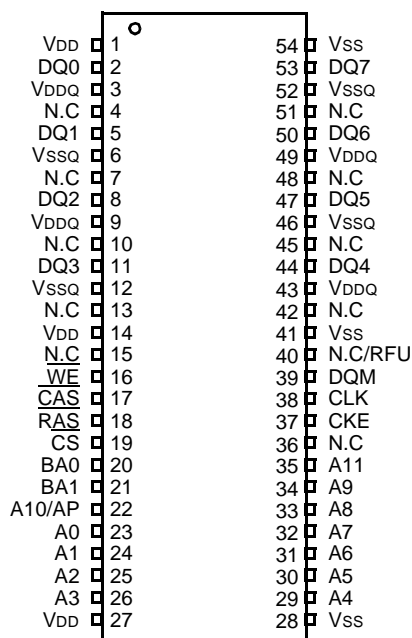 VDD 1 54 VSS
DQ0 2 53 DQ7
VDDQ 3 52 VSSQ
N.C 4 51 N.C
DQ1 5 50 DQ6
VSSQ 6 49 VDDQ
N.C 7 48 N.C
DQ2 8 47 DQ5
VDDQ 9 46 VSSQ
N.C 10 45 N.C
DQ3 11 44 DQ4
VSSQ 12 43 VDDQ
N.C 13 42 N.C
VDD 14 41 VSS
N.C 15 40 N.C/RFU
WE 16 39 DQM
CAS 17 38 CLK
RAS 18 37 CKE
CS 19 36 N.C
BA0 20 35 A11
BA1 21 34 A9
A10/AP 22 33 A8
A0 23 32 A7
A1 24 31 A6
A2 25 30 A5
A3 26 29 A4
VDD 27 28 VSS